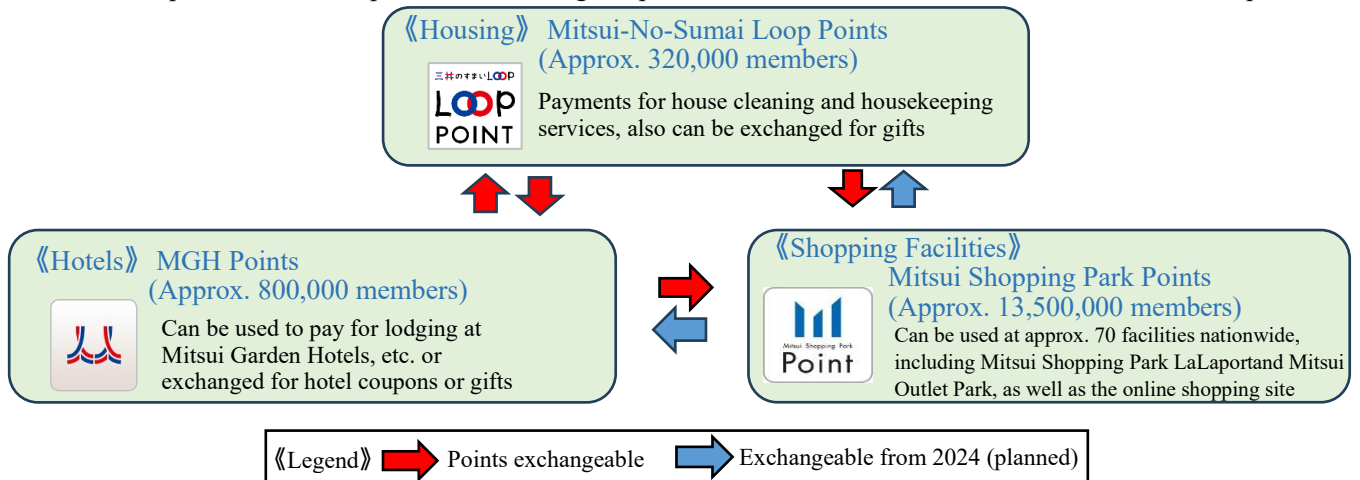 《Housing》 Mitsui-No-Sumai Loop Points
(Approx. 320,000 members)
三井のすまいLOOP
LOOP
POINT
Payments for house cleaning and housekeeping
services, also can be exchanged for gifts
《Hotels》 MGH Points
(Approx. 800,000 members)
Can be used to pay for lodging at
Mitsui Garden Hotels, etc. or
exchanged for hotel coupons or gifts
《Shopping Facilities》
Mitsui Shopping Park Points
(Approx. 13,500,000 members)
Mitsui Shopping Park
Point
Can be used at approx. 70 facilities nationwide,
including Mitsui Shopping Park LaLaportand Mitsui
Outlet Park, as well as the online shopping site
《Legend》 Points exchangeable Exchangeable from 2024 (planned)